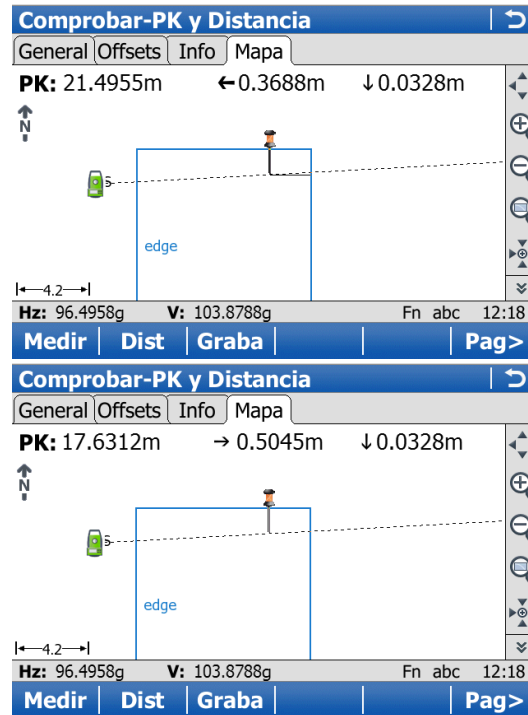 Comprobar-PK y Distancia
General Offsets Info Mapa
PK: 21.4955m ←0.3688m ↓0.0328m
N
edge
4.2
Hz: 96.4958g V: 103.8788g Fn abc 12:18
Medir Dist Graba Pag>
Comprobar-PK y Distancia
General Offsets Info Mapa
PK: 17.6312m → 0.5045m ↓0.0328m
N
edge
4.2
Hz: 96.4958g V: 103.8788g Fn abc 12:18
Medir Dist Graba Pag>